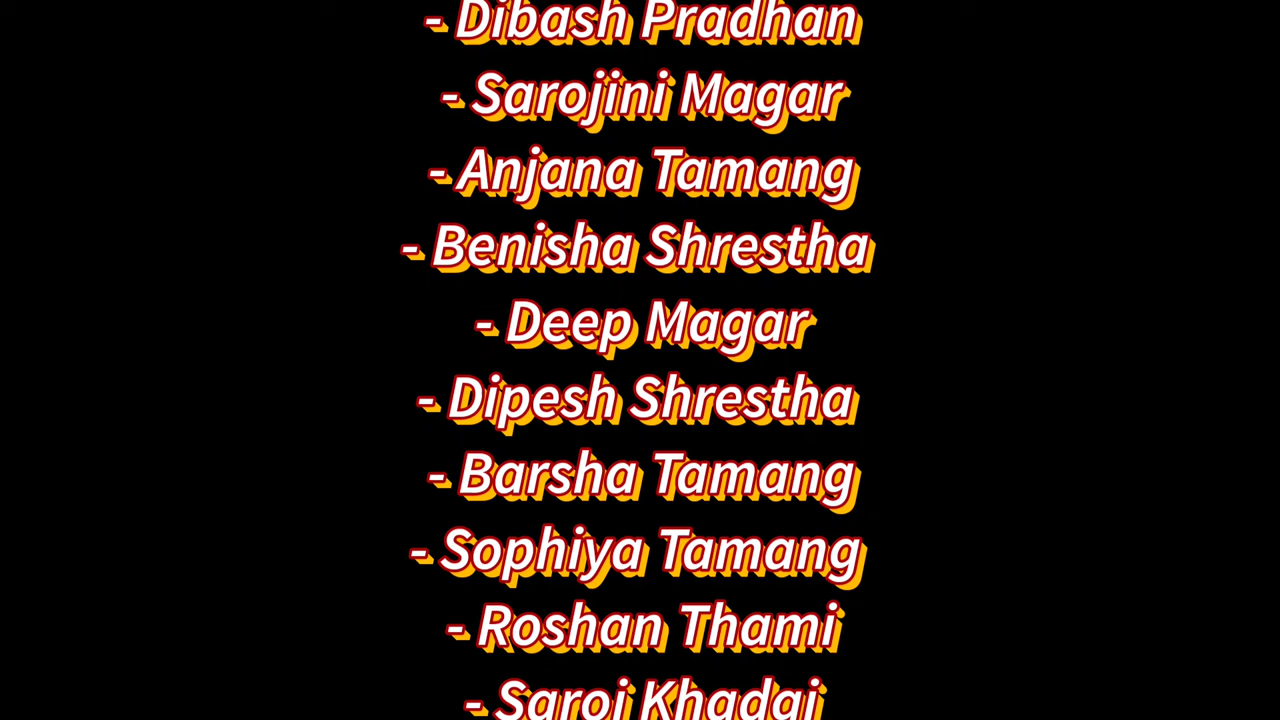 - Dibash Pradhan
- Sarojini Magar
- Anjana Tamang
- Benisha Shrestha
- Deep Magar
- Dipesh Shrestha
- Barsha Tamang
- Sophiya Tamang
- Roshan Thami
- Saroj